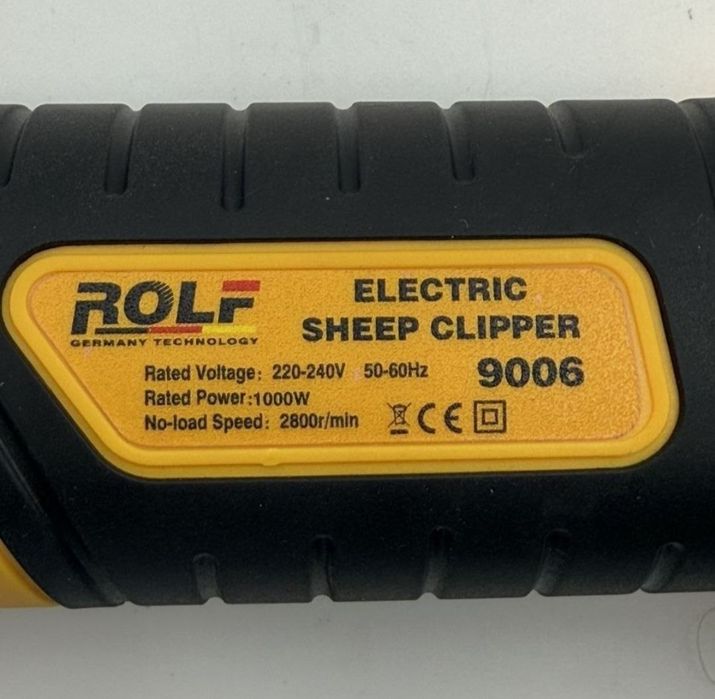 ROLF
GERMANY TECHNOLOGY
ELECTRIC
SHEEP CLIPPER
9006
Rated Voltage: 220-240V 50-60Hz
Rated Power:1000W
No-load Speed: 2800r/min
CE